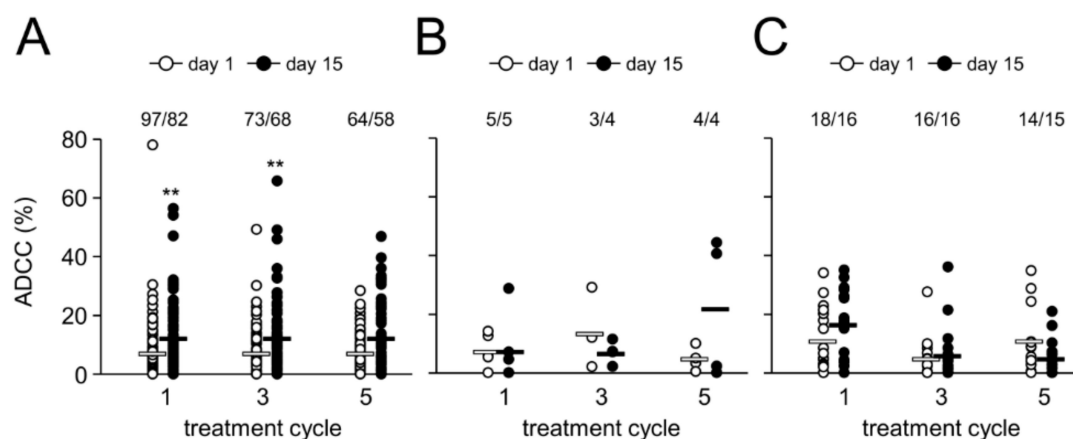 A B C
day 1 day 15 day 1 day 15 day 1 day 15
97/82 73/68 64/58 5/5 3/4 4/4 18/16 16/16 14/15
80
** **
60
40
20
0
ADCC (%)
1 3 5 1 3 5 1 3 5
treatment cycle treatment cycle treatment cycle